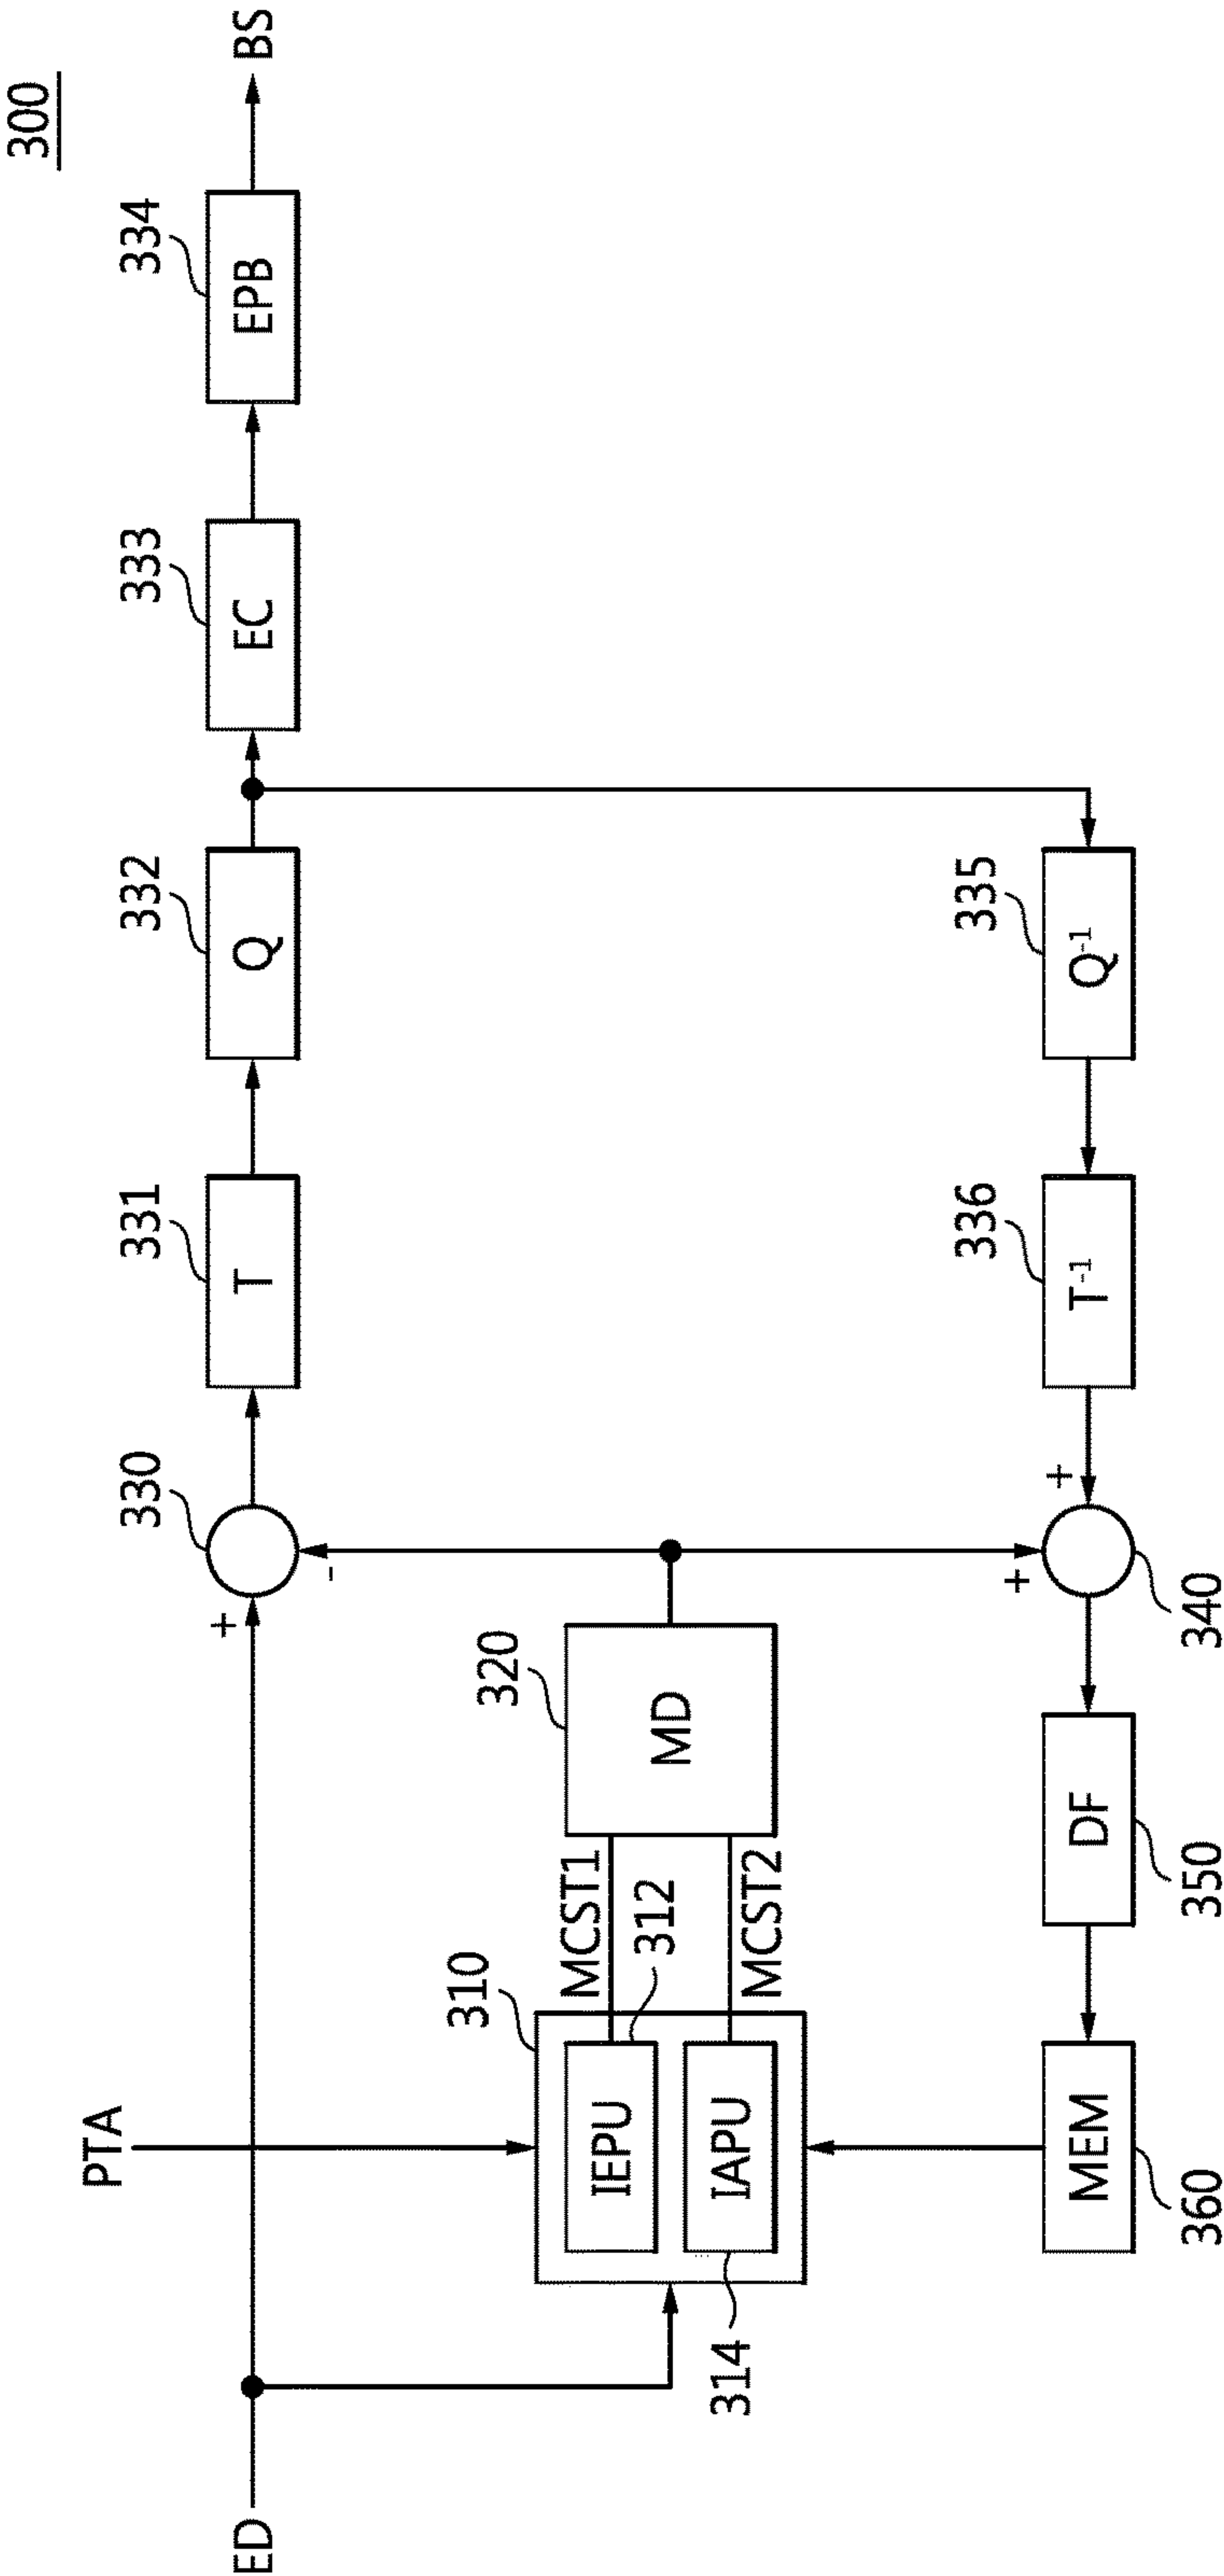 300
ED
PTA
+
-
330
T
331
Q
332
EC
333
EPB
334
BS
310
IEPU
312
IAPU
314
MCST1
MCST2
MD
320
MEM
360
DF
350
+
+
340
T-1
336
Q-1
335